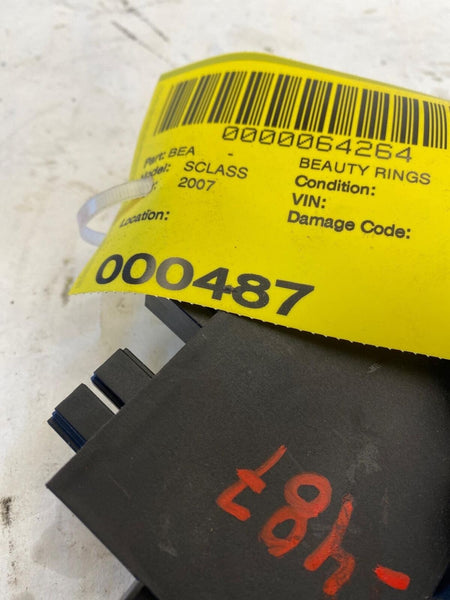 0000064264
Part: BEA BEAUTY RINGS
Model: SCLASS Condition:
2007 VIN:
Location: Damage Code:
000487
-487